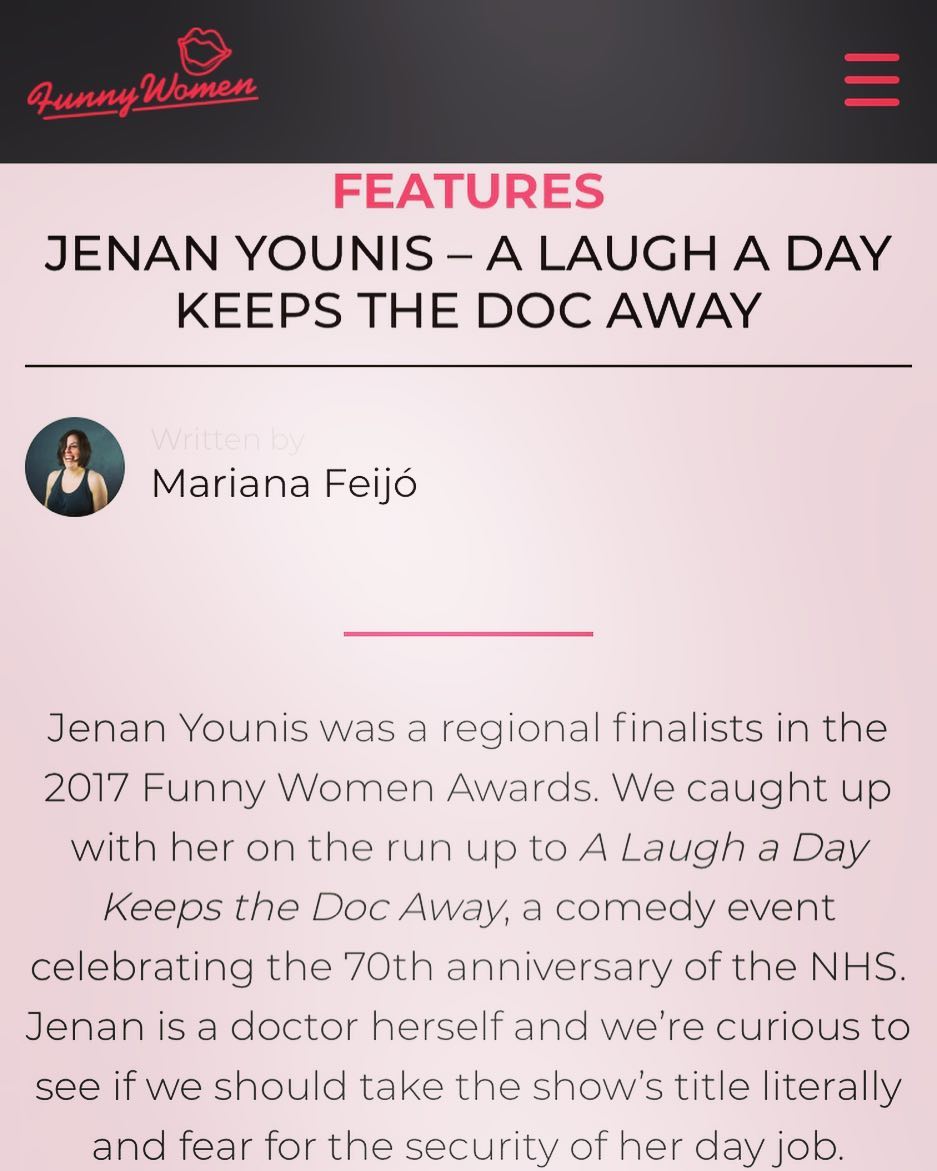 Funny Women
FEATURES
JENAN YOUNIS – A LAUGH A DAY
KEEPS THE DOC AWAY
Written by
Mariana Feijó
Jenan Younis was a regional finalists in the
2017 Funny Women Awards. We caught up
with her on the run up to A Laugh a Day
Keeps the Doc Away, a comedy event
celebrating the 70th anniversary of the NHS.
Jenan is a doctor herself and we’re curious to
see if we should take the show’s title literally
and fear for the security of her day job.